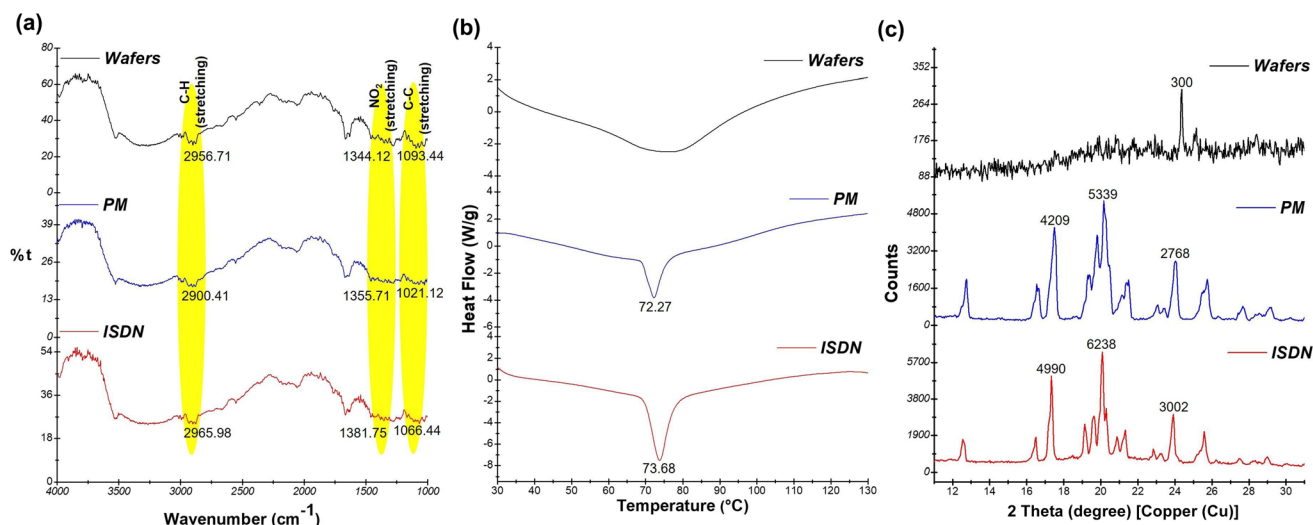 (a)
80
60
40
20
0
39
26
13
0
54
36
18
0
%t
Wafers
PM
ISDN
C-H
(stretching)
NO2
(stretching)
C-C
(stretching)
2956.71
1344.12
1093.44
2900.41
1355.71
1021.12
2965.98
1381.75
1066.44
4000 3500 3000 2500 2000 1500 1000
Wavenumber (cm-1)
(b)
4
2
0
-2
-4
2
0
-2
-4
-6
2
0
-2
-4
-6
-8
Heat Flow (W/g)
Wafers
PM
72.27
ISDN
73.68
30 40 50 60 70 80 90 100 110 120 130
Temperature (ºC)
(c)
352
264
176
88
4800
3200
1600
0
5700
3800
1900
0
Counts
Wafers
300
PM
4209
5339
2768
ISDN
4990
6238
3002
12 14 16 18 20 22 24 26 28 30
2 Theta (degree) [Copper (Cu)]